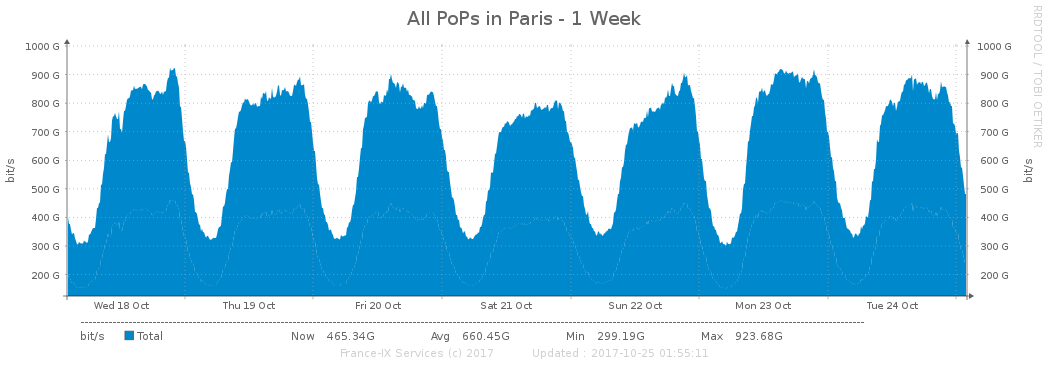 All PoPs in Paris - 1 Week
RRDTOOL / TOBI OETIKER
1000 G 1000 G
900 G 900 G
800 G 800 G
700 G 700 G
600 G 600 G
500 G 500 G
400 G 400 G
300 G 300 G
200 G 200 G
bit/s bit/s
Wed 18 Oct Thu 19 Oct Fri 20 Oct Sat 21 Oct Sun 22 Oct Mon 23 Oct Tue 24 Oct
bit/s Total Now 465.34G Avg 660.45G Min 299.19G Max 923.68G
France-IX Services (c) 2017 Updated : 2017-10-25 01:55:11